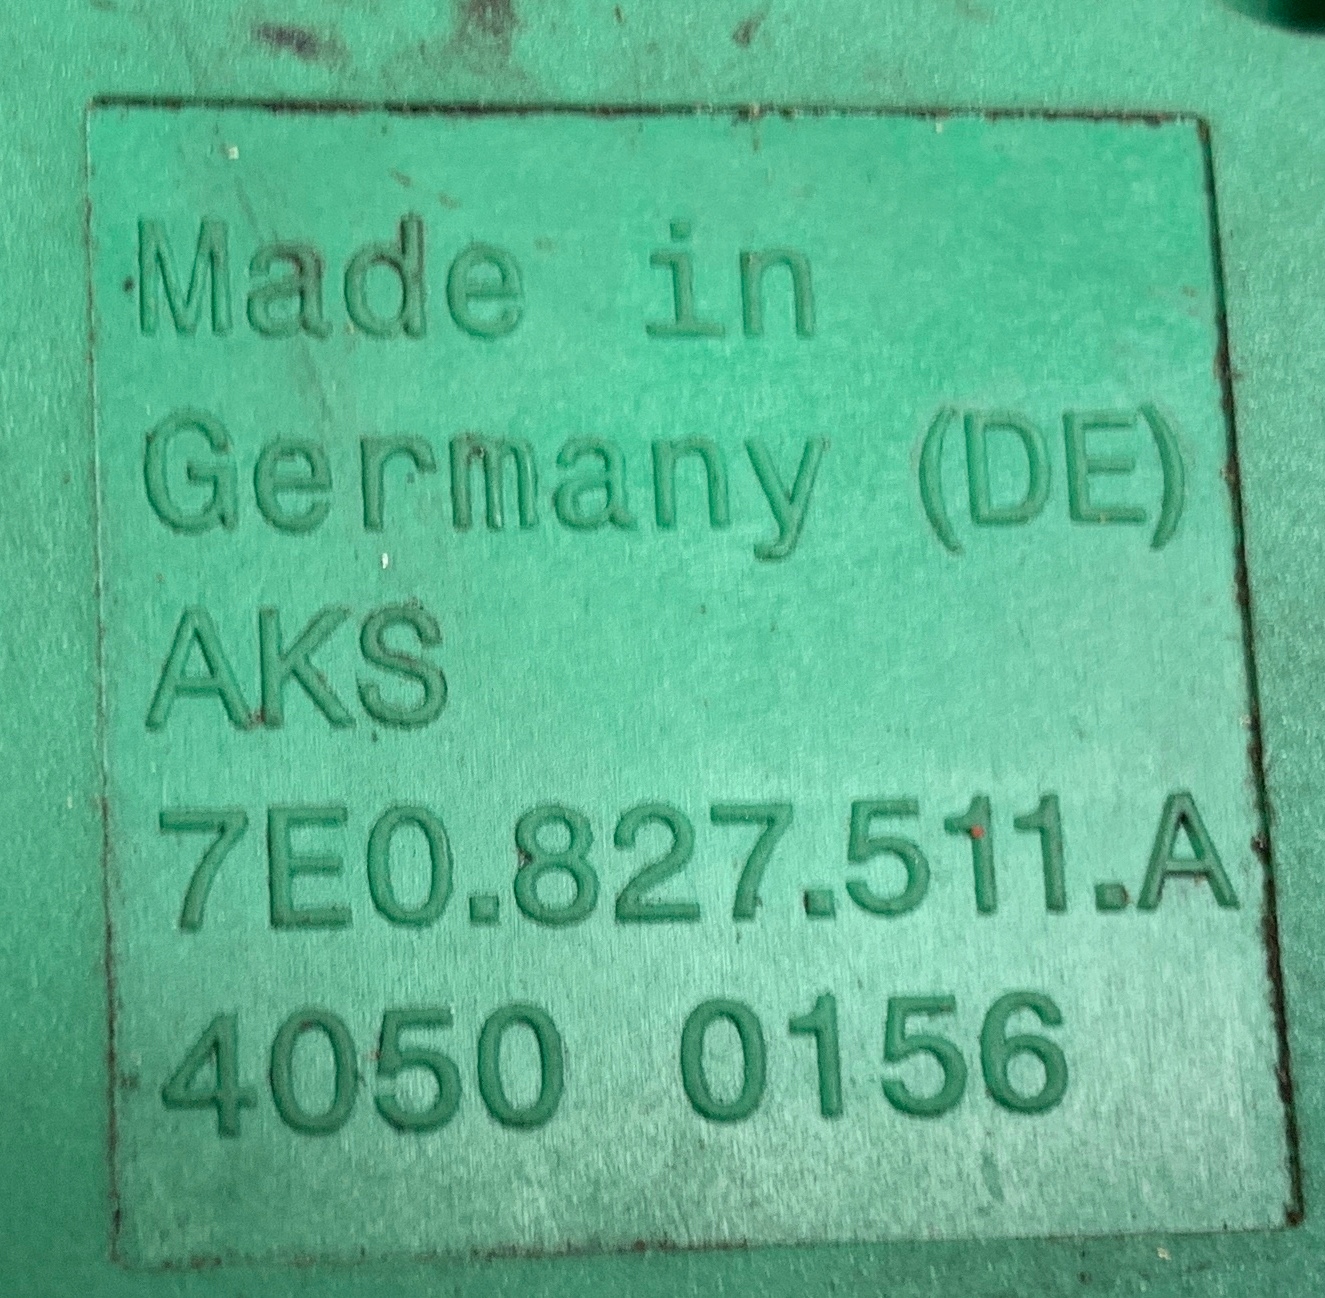 Made in
Germany (DE)
AKS
7E0.827.511.A
4050 0156